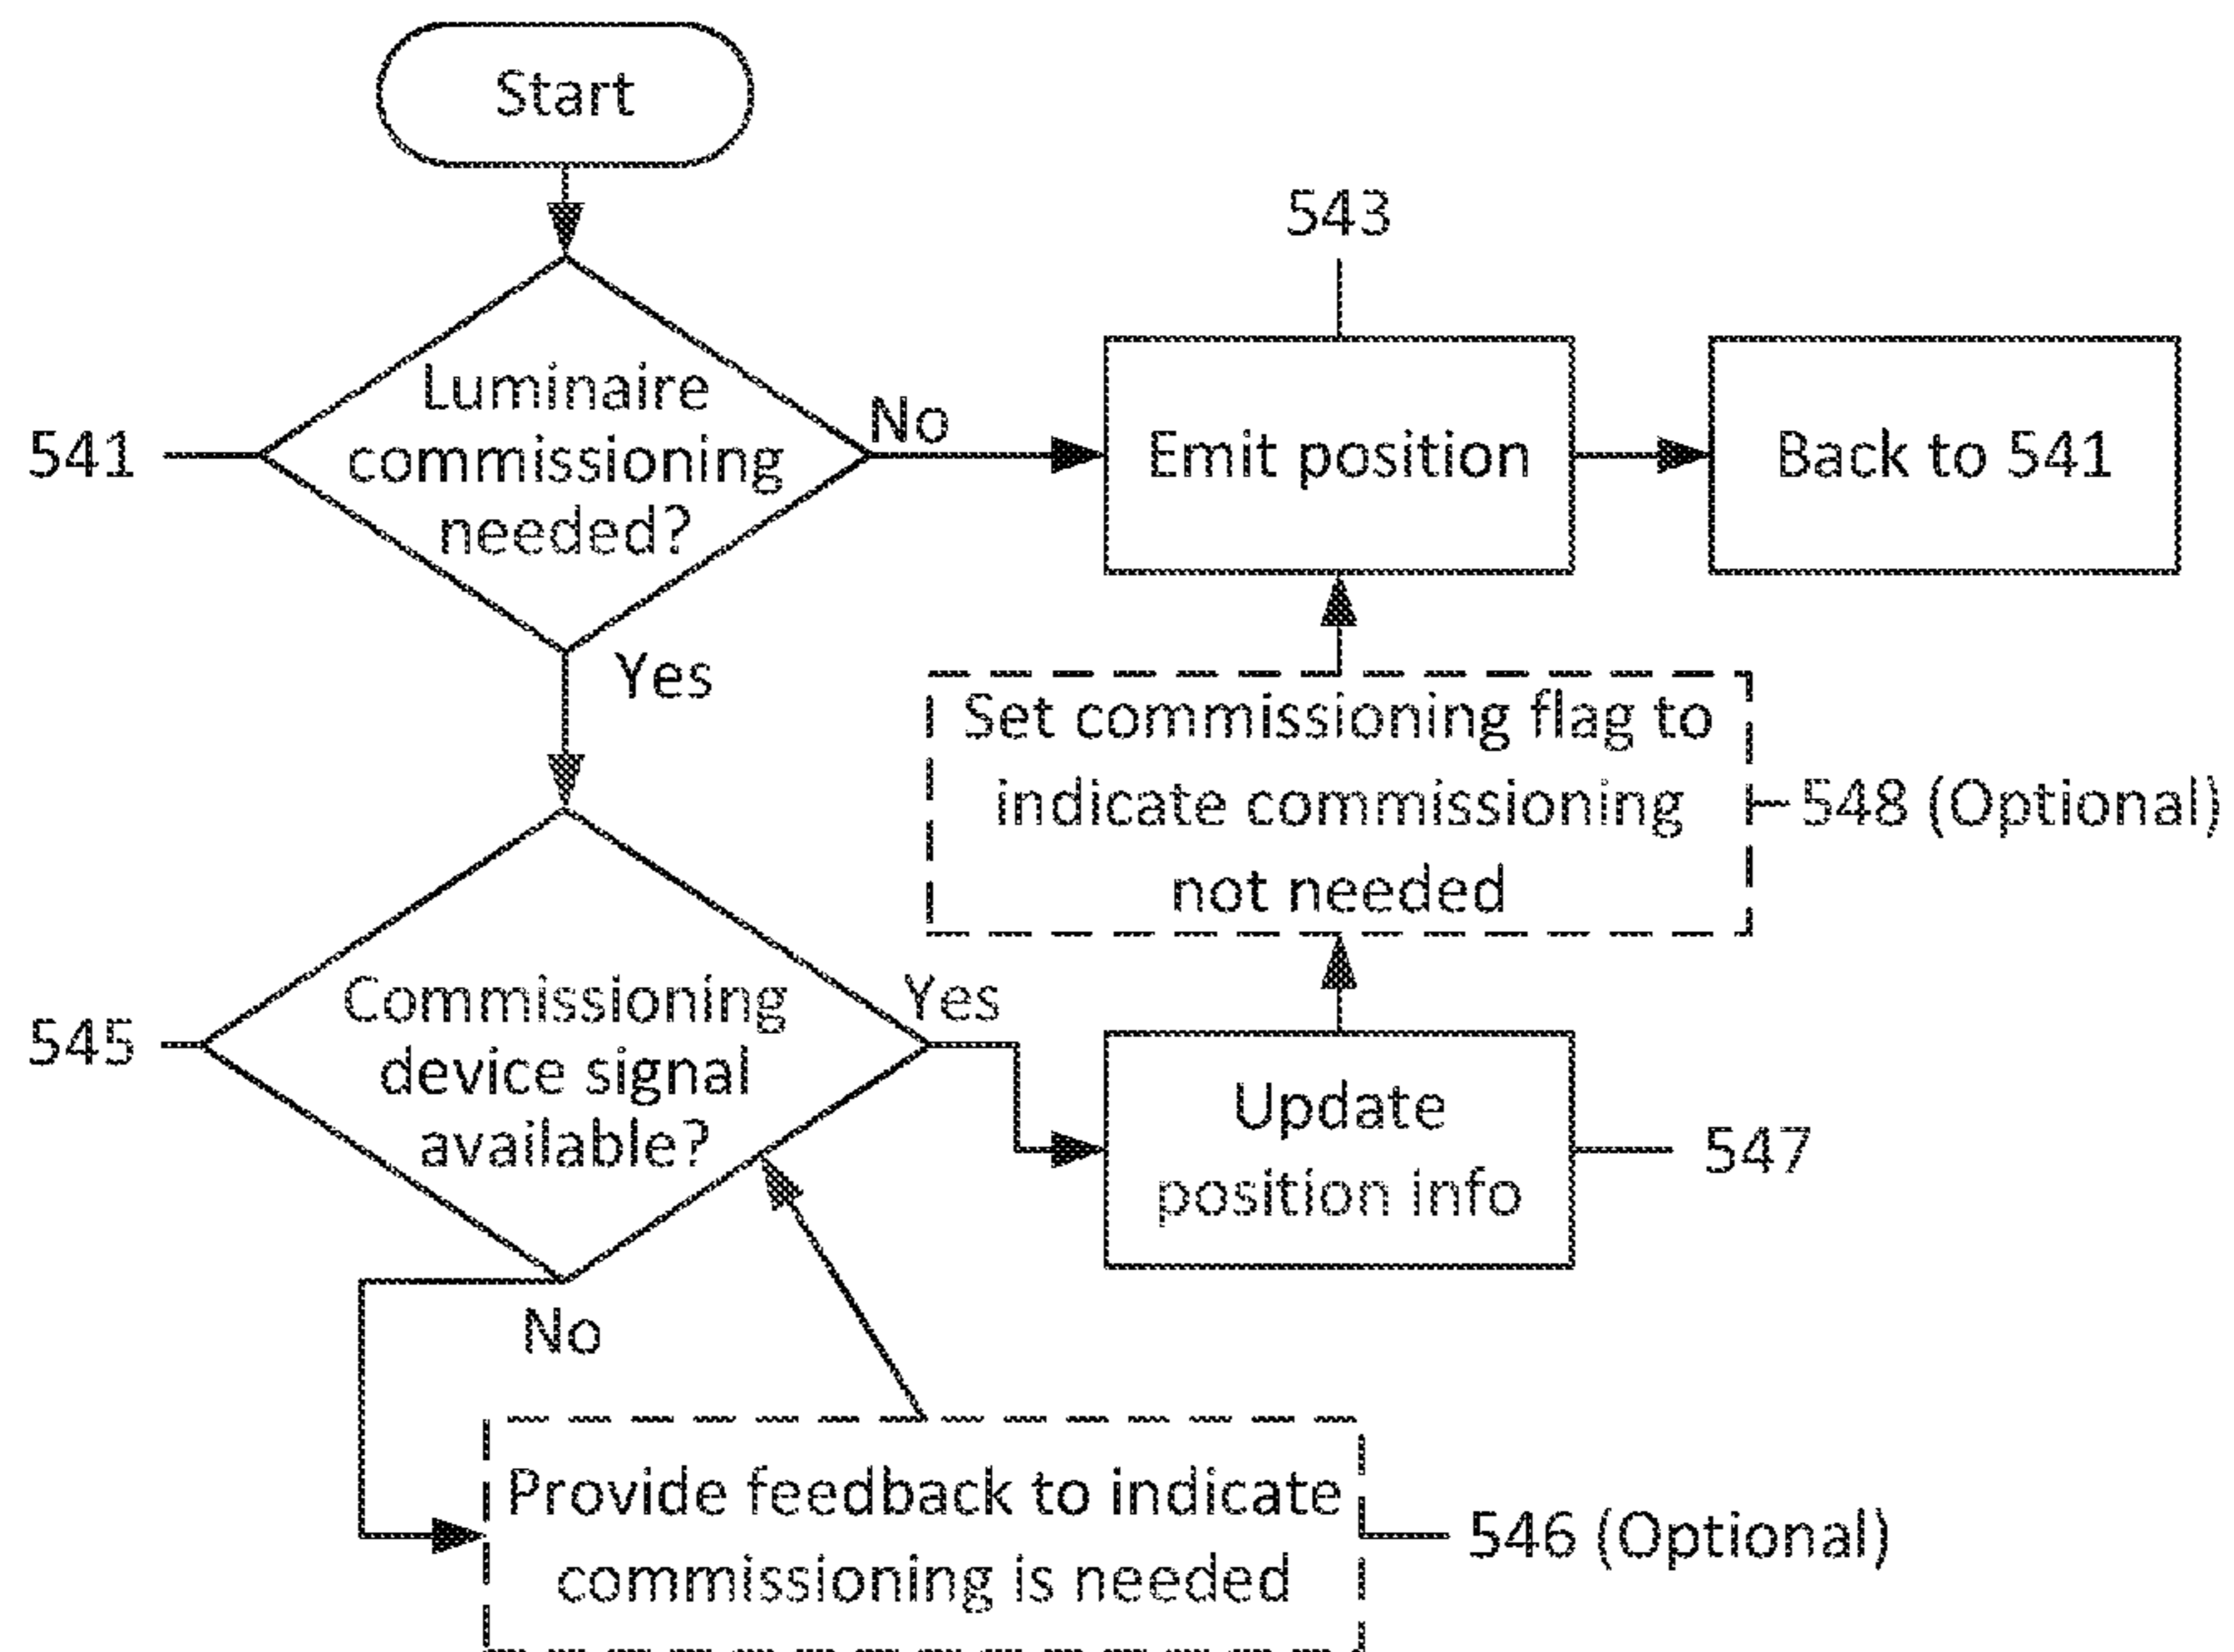 Start
543
Luminaire
commissioning
needed?
541
No
Emit position
Back to 541
Yes
Set commissioning flag to
indicate commissioning
not needed
548 (Optional)
Commissioning
device signal
available?
545
Yes
Update
position info
547
No
Provide feedback to indicate
commissioning is needed
546 (Optional)